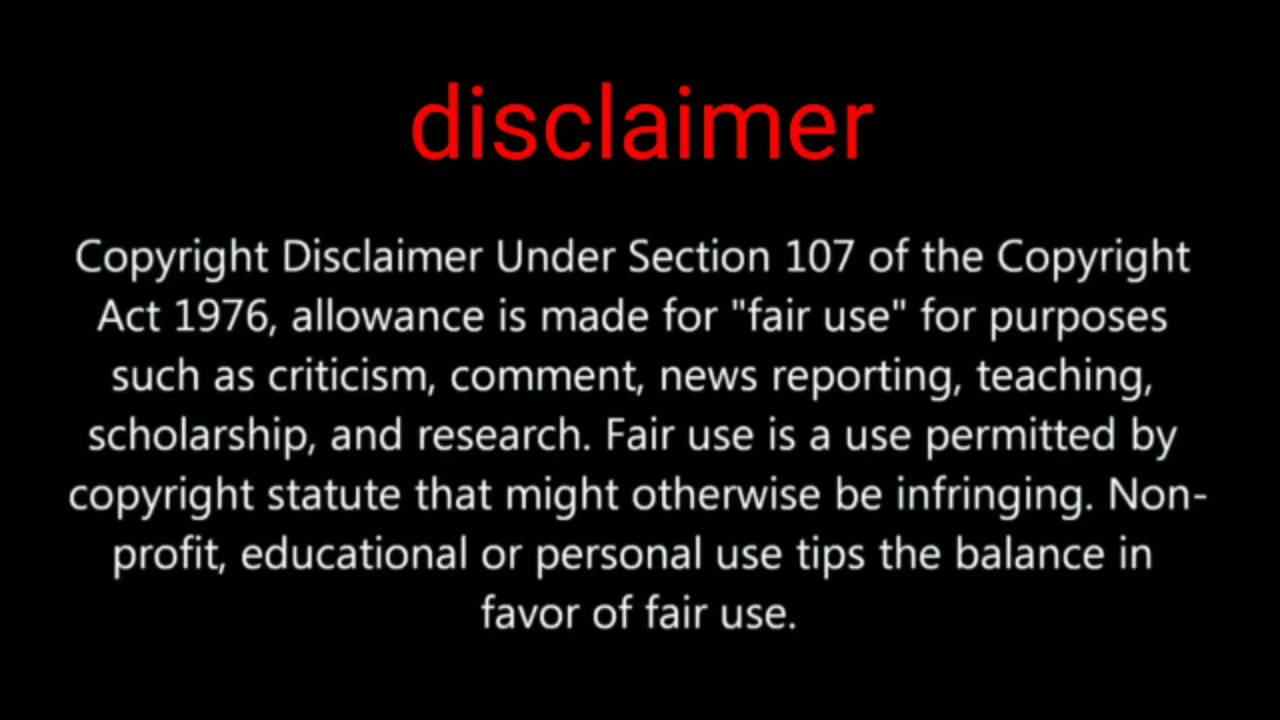 disclaimer
Copyright Disclaimer Under Section 107 of the Copyright
Act 1976, allowance is made for "fair use" for purposes
such as criticism, comment, news reporting, teaching,
scholarship, and research. Fair use is a use permitted by
copyright statute that might otherwise be infringing. Non-
profit, educational or personal use tips the balance in
favor of fair use.